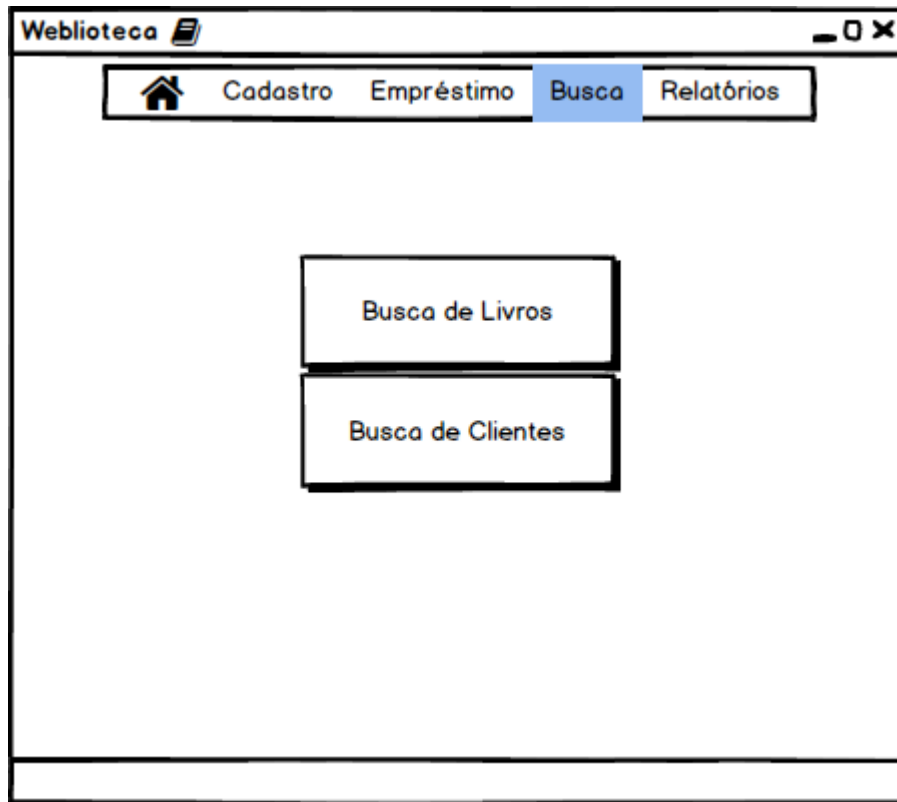 Weblioteca
Cadastro Empréstimo Busca Relatórios
Busca de Livros
Busca de Clientes